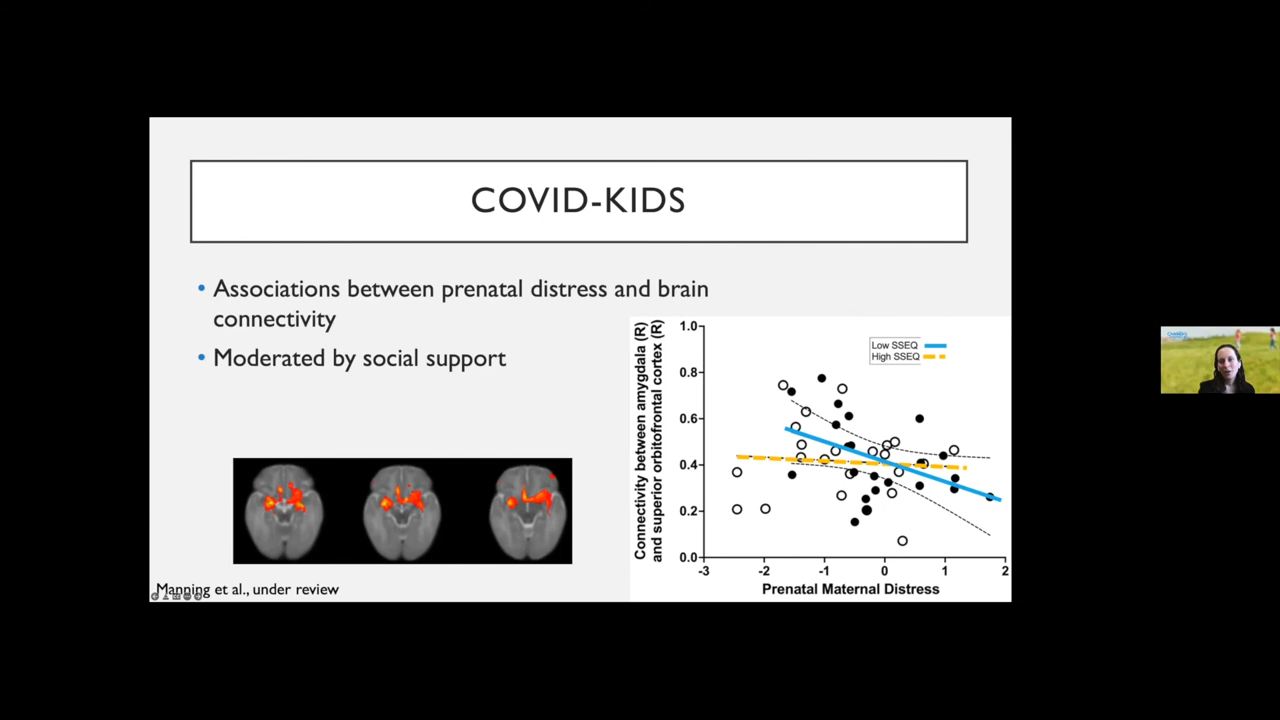 COVID-KIDS
• Associations between prenatal distress and brain
connectivity
• Moderated by social support
Connectivity between amygdala (R)
and superior orbitofrontal cortex (R)
1.0
0.8
0.6
0.4
0.2
0.0
Low SSEQ
High SSEQ
-3 -2 -1 0 1 2
Prenatal Maternal Distress
Manning et al., under review